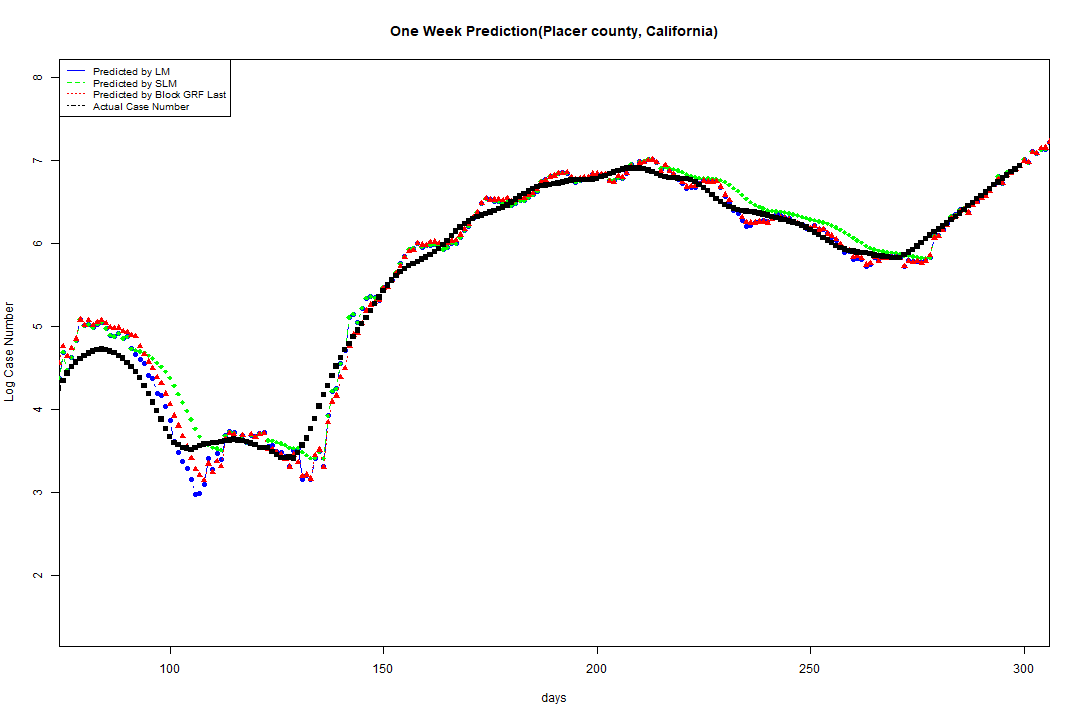 One Week Prediction(Placer county, California)
Predicted by LM
Predicted by SLM
Predicted by Block GRF Last
Actual Case Number
8
7
6
5
4
3
2
Log Case Number
100 150 200 250 300
days